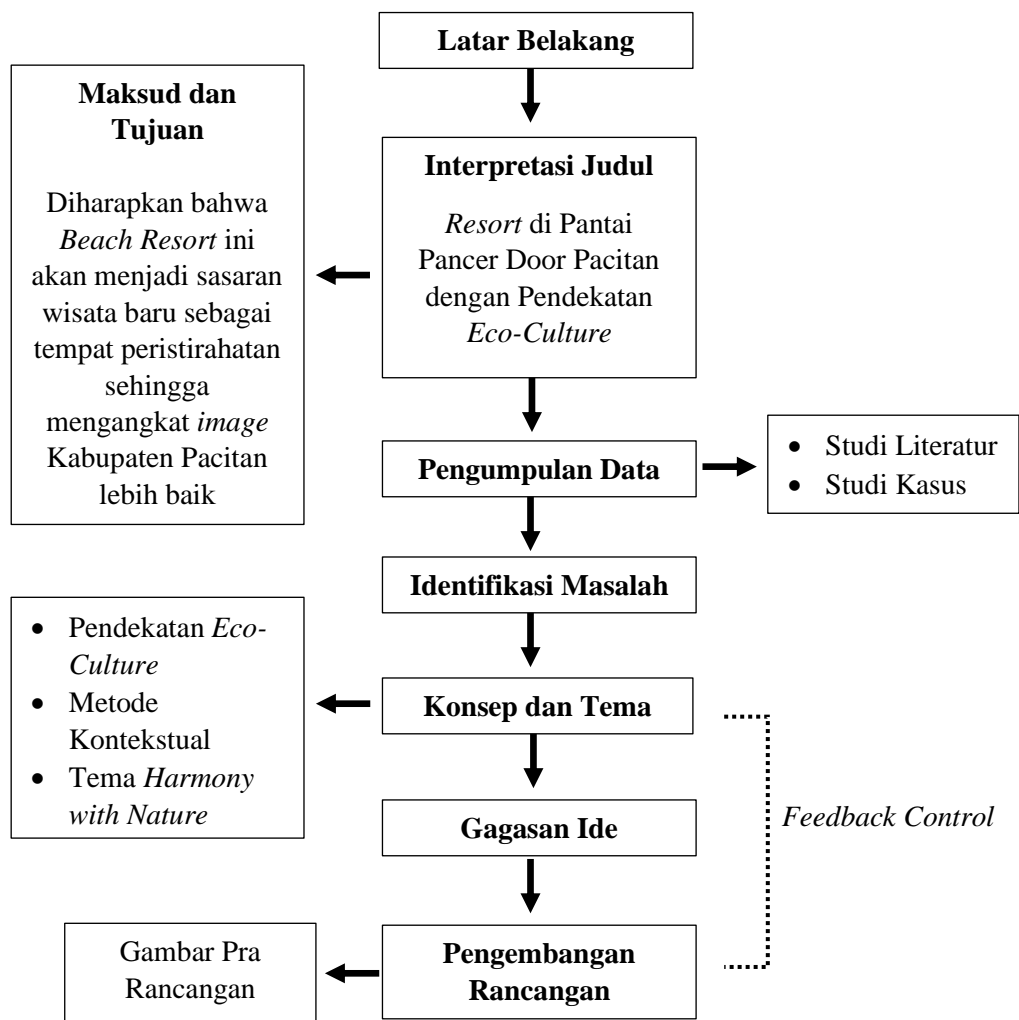 Latar Belakang
Maksud dan
Tujuan
Diharapkan bahwa
Beach Resort ini
akan menjadi sasaran
wisata baru sebagai
tempat peristirahatan
sehingga
mengangkat image
Kabupaten Pacitan
lebih baik
Interpretasi Judul
Resort di Pantai
Pancer Door Pacitan
dengan Pendekatan
Eco-Culture
Pengumpulan Data
• Studi Literatur
• Studi Kasus
Identifikasi Masalah
• Pendekatan Eco-
Culture
• Metode
Kontekstual
• Tema Harmony
with Nature
Konsep dan Tema
Gagasan Ide
Feedback Control
Gambar Pra
Rancangan
Pengembangan
Rancangan